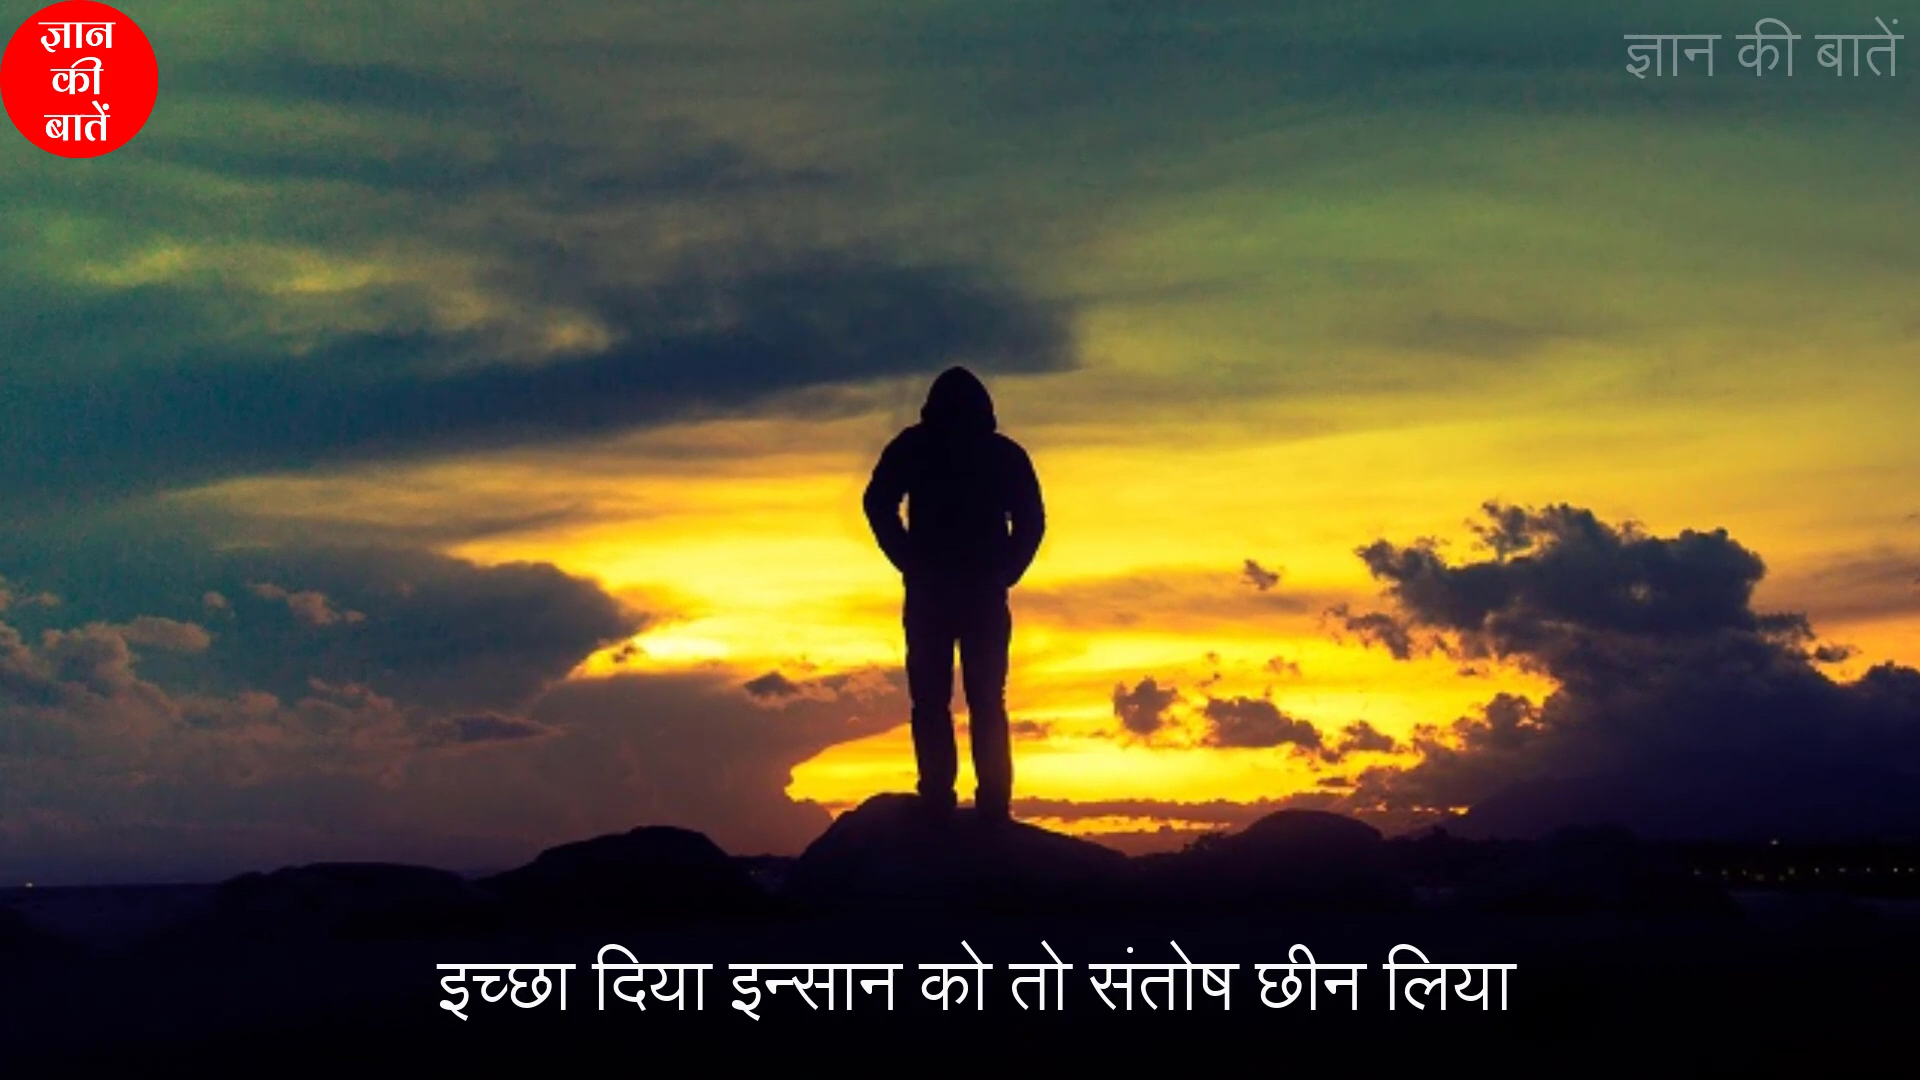 ज्ञान
की
बातें
ज्ञान की बातें
इच्छा दिया इन्सान को तो संतोष छीन लिया